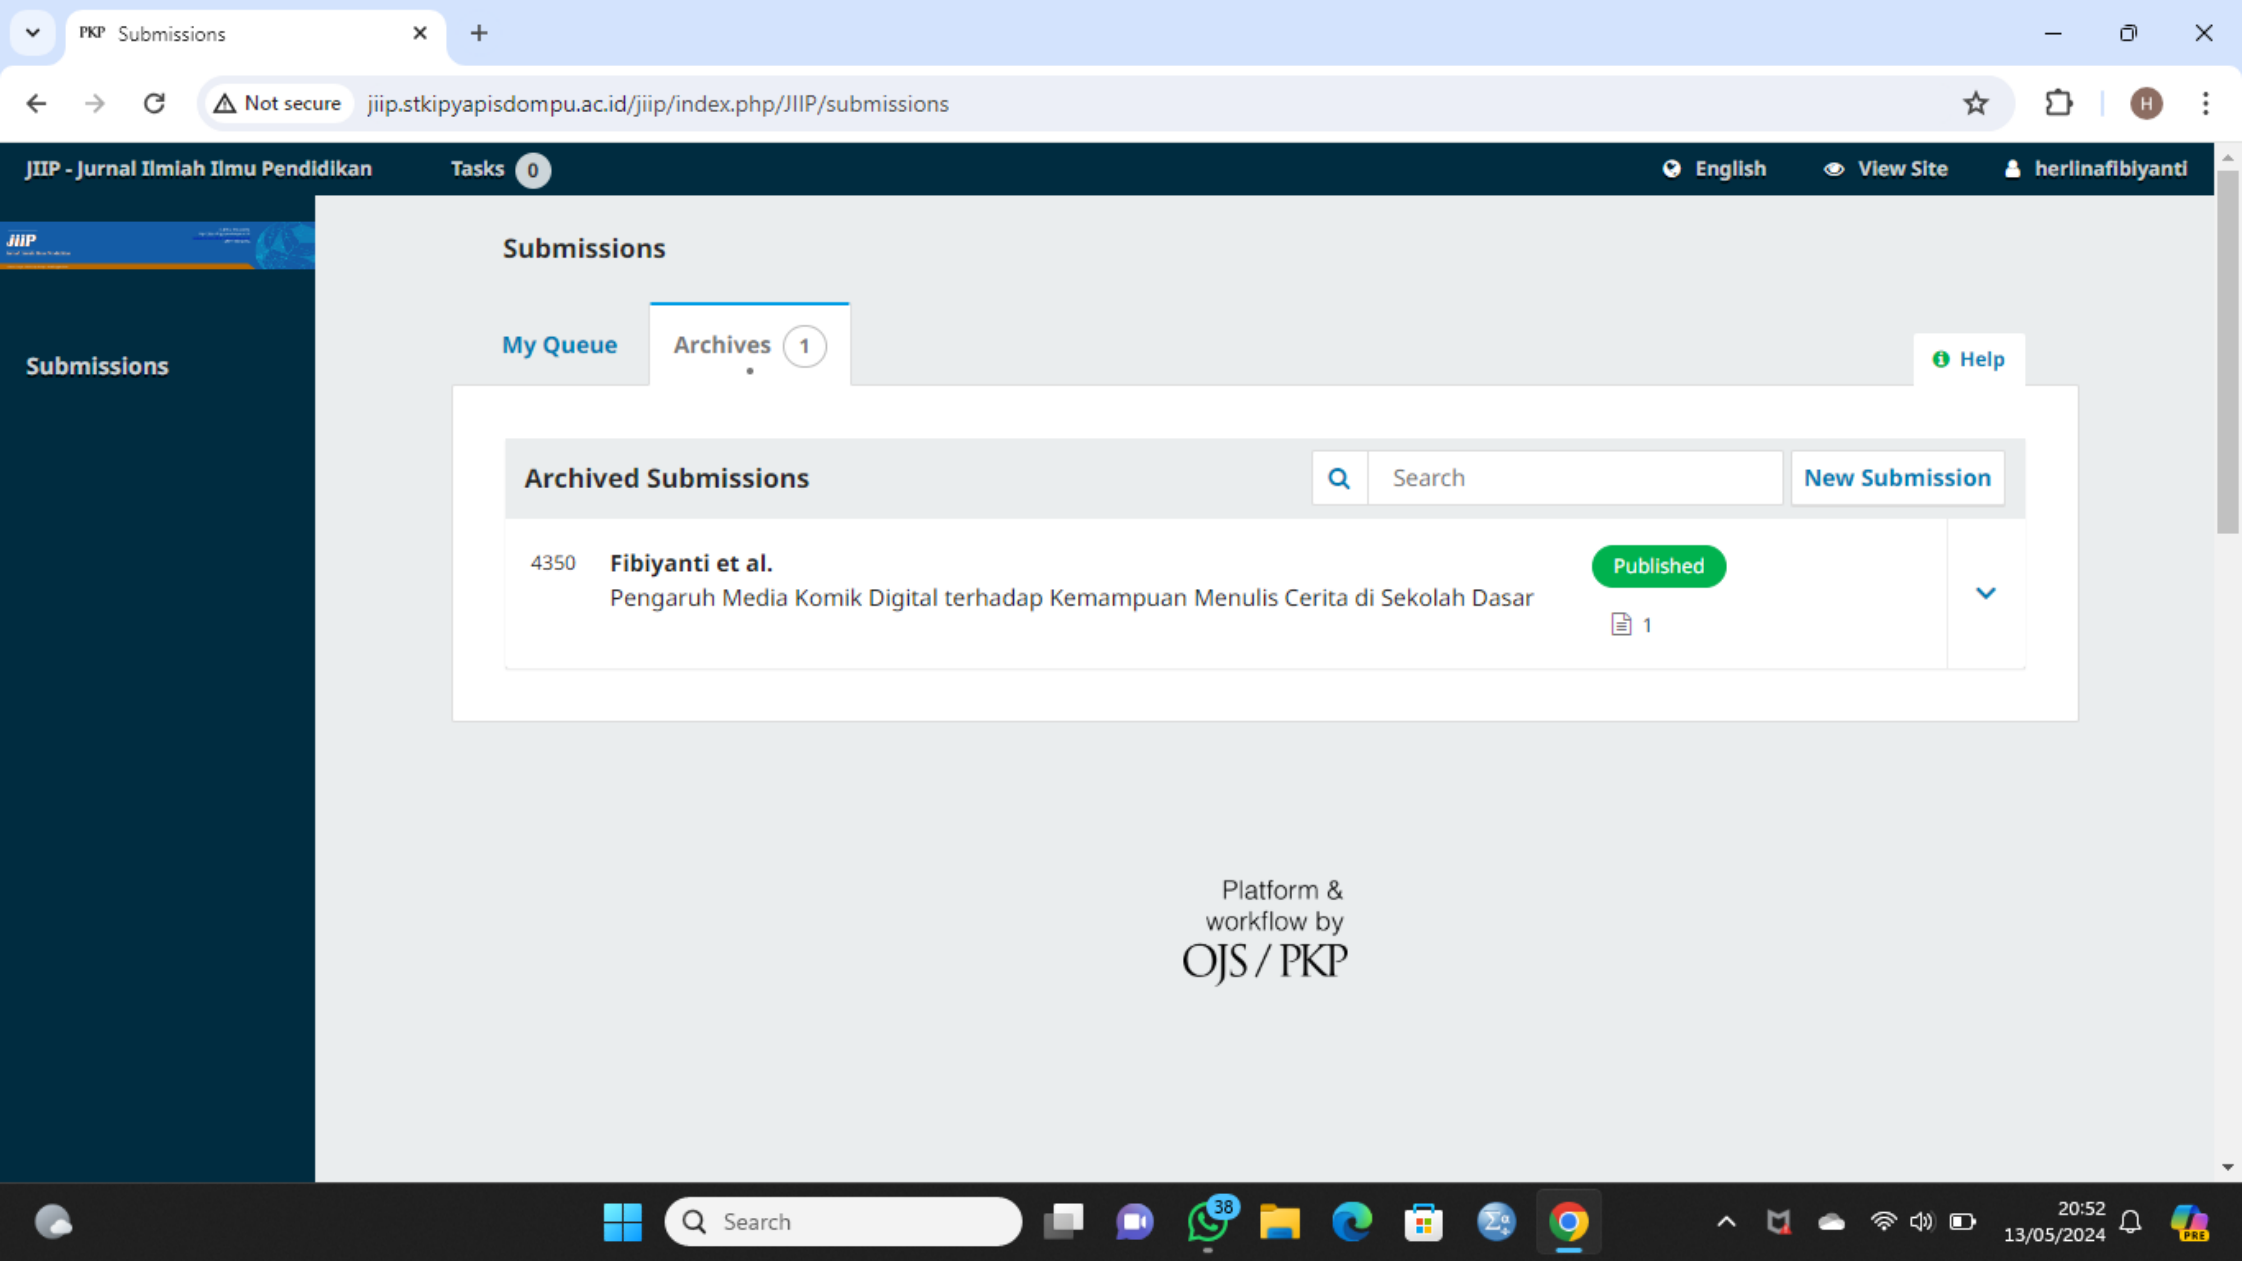 PKP Submissions
Not secure jiip.stkipyapisdompu.ac.id/jiip/index.php/JIIP/submissions
H
JIIP - Jurnal Ilmiah Ilmu Pendidikan Tasks 0 English View Site herlinafibiyanti
JIIP
Submissions
Submissions
My Queue Archives 1
Help
Archived Submissions Search New Submission
4350 Fibiyanti et al. Published
Pengaruh Media Komik Digital terhadap Kemampuan Menulis Cerita di Sekolah Dasar
1
Platform &
workflow by
OJS / PKP
Search
38
20:52
13/05/2024
PRE